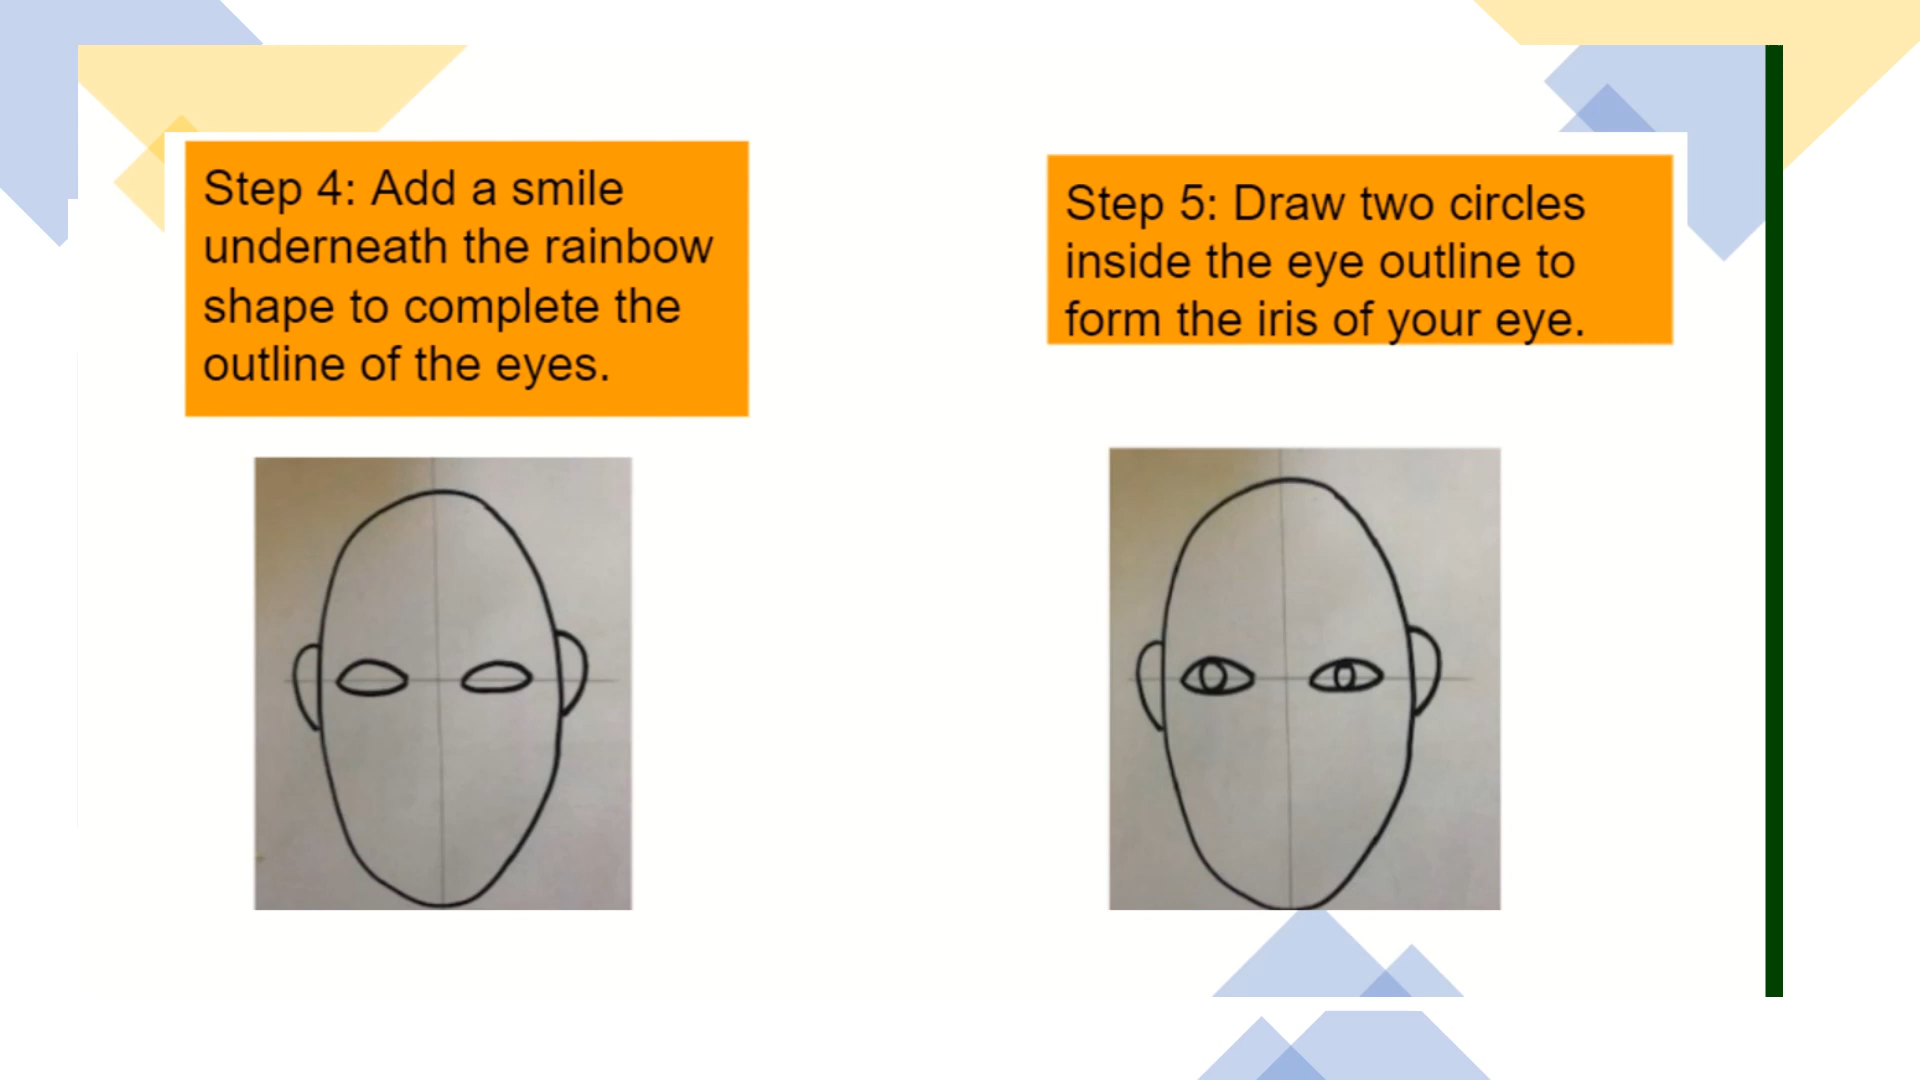 Step 4: Add a smile
underneath the rainbow
shape to complete the
outline of the eyes.
Step 5: Draw two circles
inside the eye outline to
form the iris of your eye.